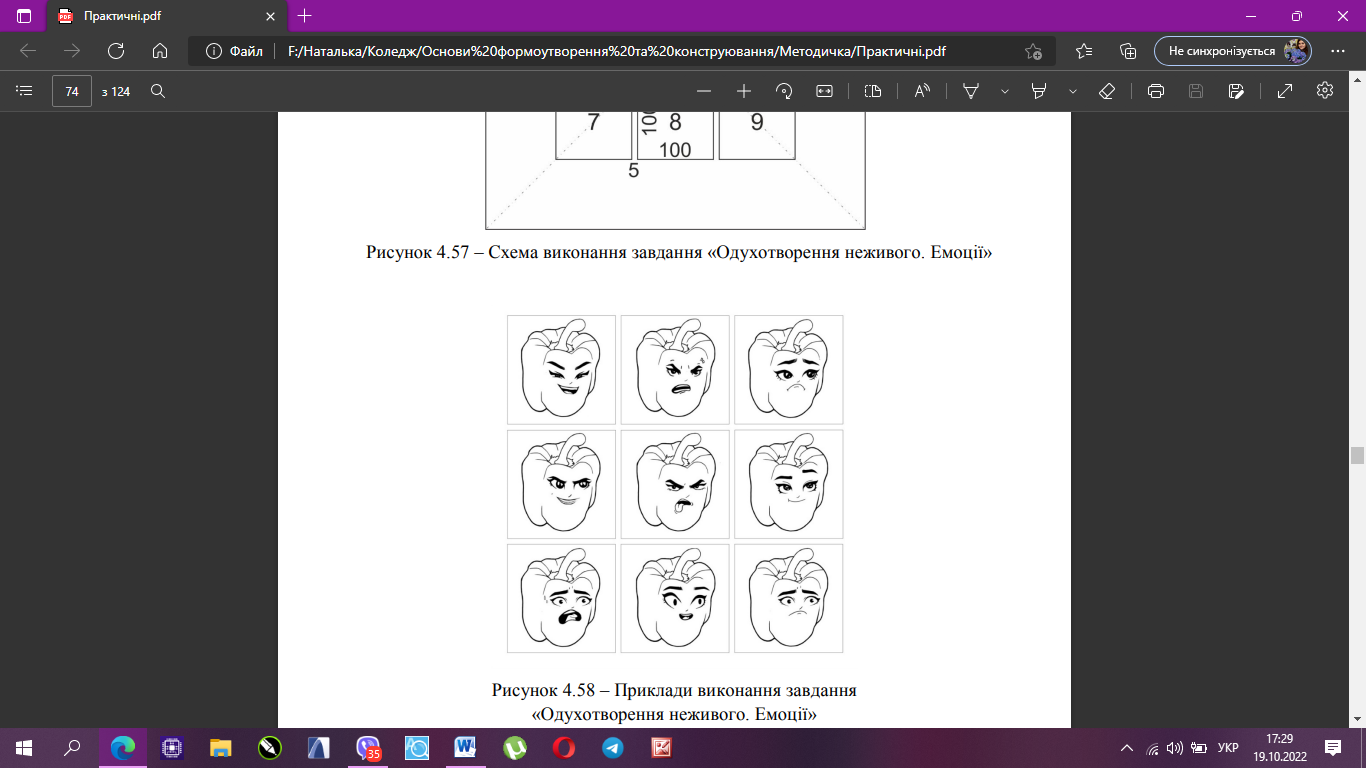 Практичні.pdf
Файл
F:/Наталька/Коледж/Основи%20формоутворення%20та%20конструювання/Методичка/Практичні.pdf
Не синхронізується
74
з 124
7
100
8
9
100
5
Рисунок 4.57 – Схема виконання завдання «Одухотворення неживого. Емоції»
Рисунок 4.58 – Приклади виконання завдання
«Одухотворення неживого. Емоції»
35
УКР
17:29
19.10.2022